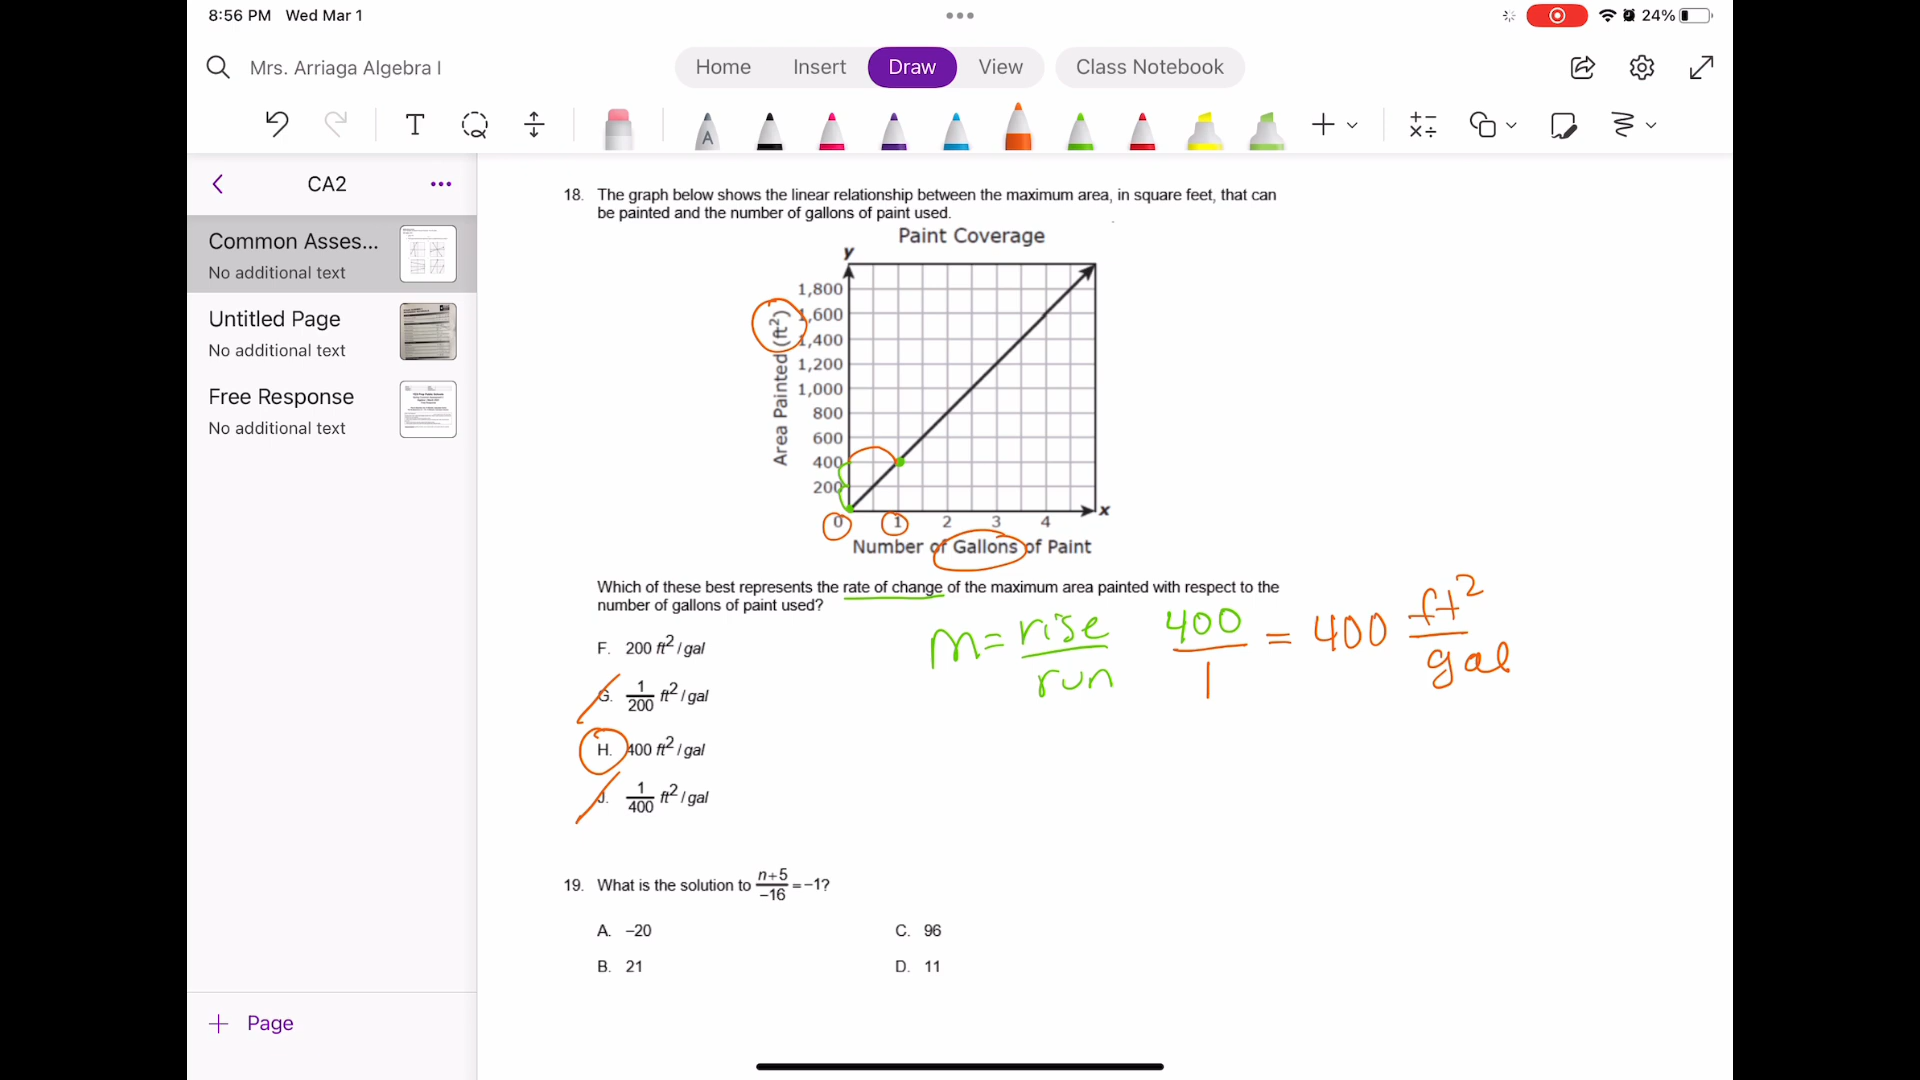 8:56 PM Wed Mar 1
24%
Mrs. Arriaga Algebra I
Home Insert Draw View Class Notebook
T
A
CA2
Common Asses...
No additional text
Untitled Page
No additional text
Free Response
No additional text
+ Page
18. The graph below shows the linear relationship between the maximum area, in square feet, that can
be painted and the number of gallons of paint used.
Paint Coverage
y
1,800
1,600
1,400
1,200
1,000
800
600
400
200
Area Painted (ft²)
0 1 2 3 4
x
Number of Gallons of Paint
Which of these best represents the rate of change of the maximum area painted with respect to the
number of gallons of paint used?
m = rise/run 400/1 = 400 ft²/gal
F. 200 ft² / gal
G. 1/200 ft² / gal
H. 400 ft² / gal
J. 1/400 ft² / gal
19. What is the solution to n+5/−16 = −1?
A. −20
B. 21
C. 96
D. 11